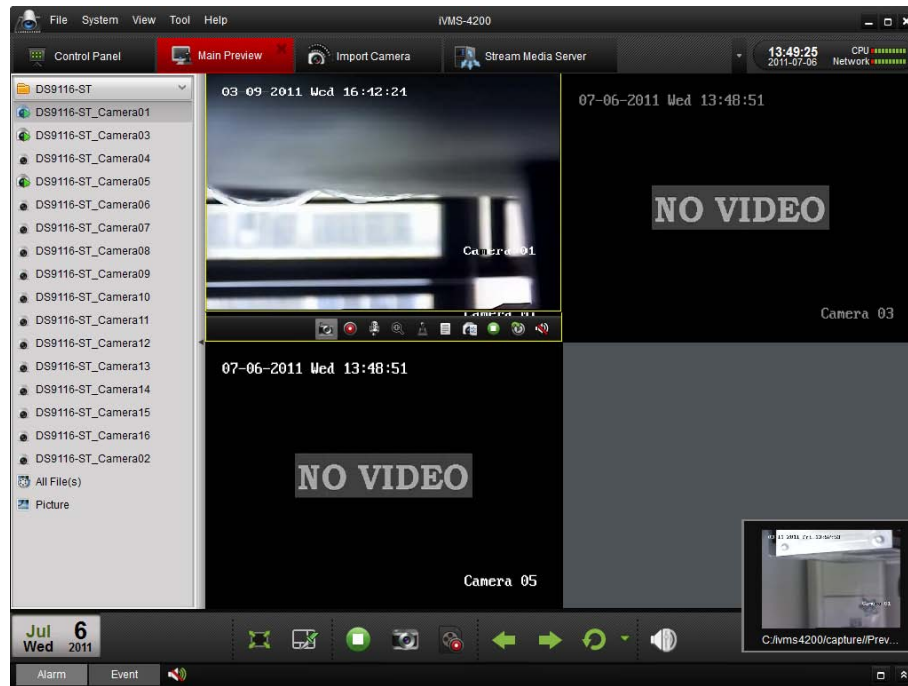 File System View Tool Help iVMS-4200
Control Panel Main Preview Import Camera Stream Media Server
13:49:25 CPU
2011-07-06 Network
DS9116-ST
DS9116-ST_Camera01
DS9116-ST_Camera03
DS9116-ST_Camera04
DS9116-ST_Camera05
DS9116-ST_Camera06
DS9116-ST_Camera07
DS9116-ST_Camera08
DS9116-ST_Camera09
DS9116-ST_Camera10
DS9116-ST_Camera11
DS9116-ST_Camera12
DS9116-ST_Camera13
DS9116-ST_Camera14
DS9116-ST_Camera15
DS9116-ST_Camera16
DS9116-ST_Camera02
All File(s)
Picture
03-09-2011 Wed 16:42:24
Camera 01
07-06-2011 Wed 13:48:51
NO VIDEO
Camera 03
07-06-2011 Wed 13:48:51
NO VIDEO
Camera 05
C:/ivms4200/capture//Prev...
Jul 6
Wed 2011
Alarm Event